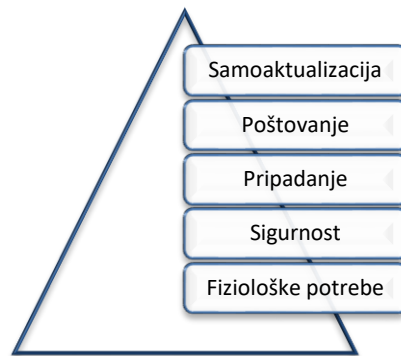 Samoaktualizacija
Poštovanje
Pripadanje
Sigurnost
Fiziološke potrebe